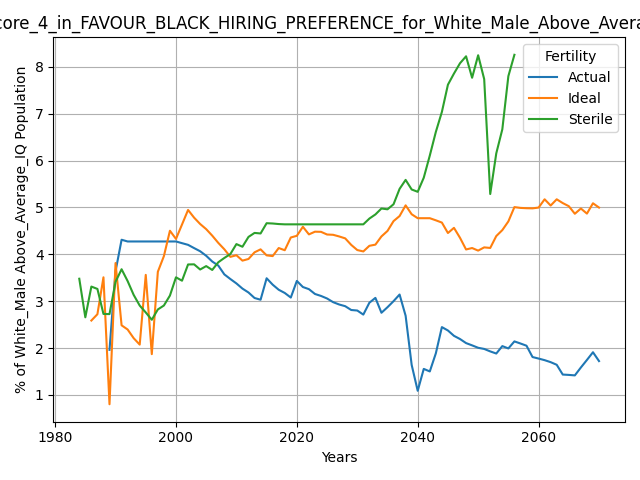 core_4_in_FAVOUR_BLACK_HIRING_PREFERENCE_for_White_Male_Above_Avera
Fertility
Actual
Ideal
Sterile
% of White_Male Above_Average_IQ Population
8
7
6
5
4
3
2
1
1980 2000 2020 2040 2060
Years